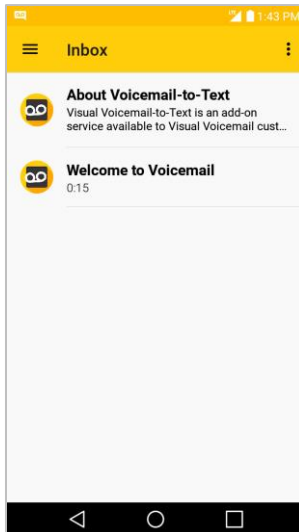 1:43 PM
Inbox
About Voicemail-to-Text
Visual Voicemail-to-Text is an add-on
service available to Visual Voicemail cust...
Welcome to Voicemail
0:15